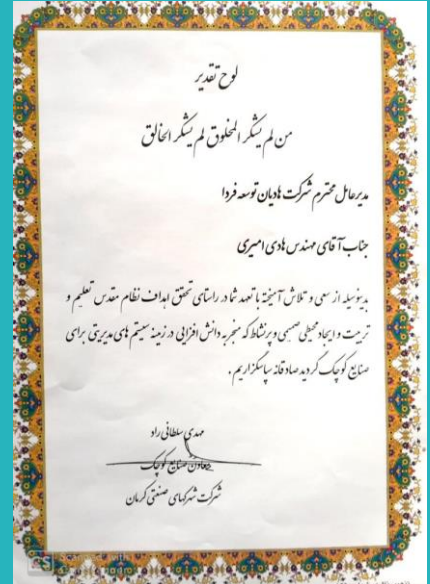 لوح تقدیر
من لم یشکر المخلوق لم یشکر الخالق
مدیرعامل محترم شرکت هادیان توسعه فردا
جناب آقای مهندس هادی امیری
بدینوسیله از سعی و تلاش آمیخته با تعهد شما در راستای تحقق اهداف نظام مقدس تعلیم و
تربیت و ایجاد محیطی صمیمی و پرنشاط که منجر به دانش افزایی در زمینه سیستم های مدیریتی برای
صنایع کوچک گردید صادقانه سپاسگزاریم .
مهدی سلطانی راد
معاون صنایع کوچک
شرکت شهرکهای صنعتی کرمان